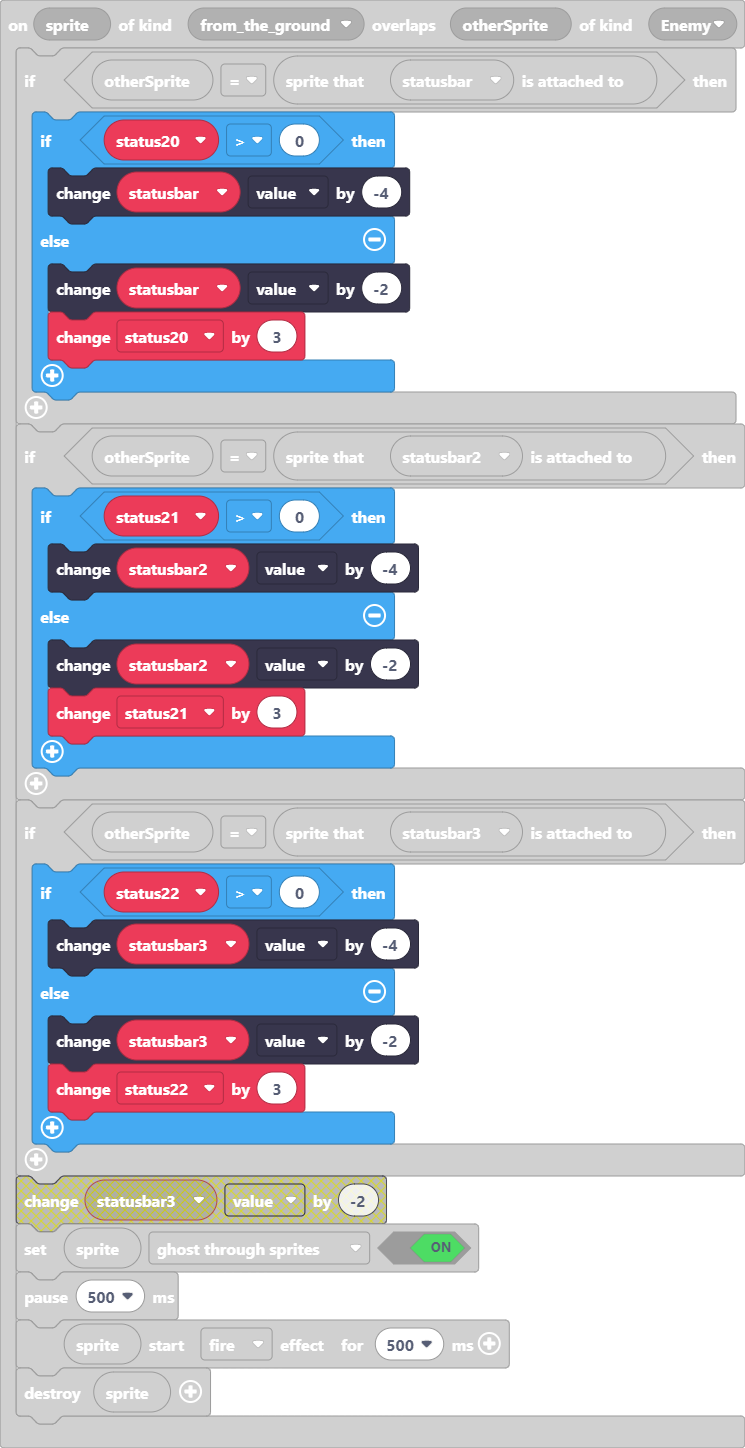 on sprite of kind from_the_ground overlaps otherSprite of kind Enemy
if otherSprite = sprite that statusbar is attached to then
if status20 > 0 then
change statusbar value by -4
else
change statusbar value by -2
change status20 by 3
if otherSprite = sprite that statusbar2 is attached to then
if status21 > 0 then
change statusbar2 value by -4
else
change statusbar2 value by -2
change status21 by 3
if otherSprite = sprite that statusbar3 is attached to then
if status22 > 0 then
change statusbar3 value by -4
else
change statusbar3 value by -2
change status22 by 3
change statusbar3 value by -2
set sprite ghost through sprites ON
pause 500 ms
sprite start fire effect for 500 ms
destroy sprite